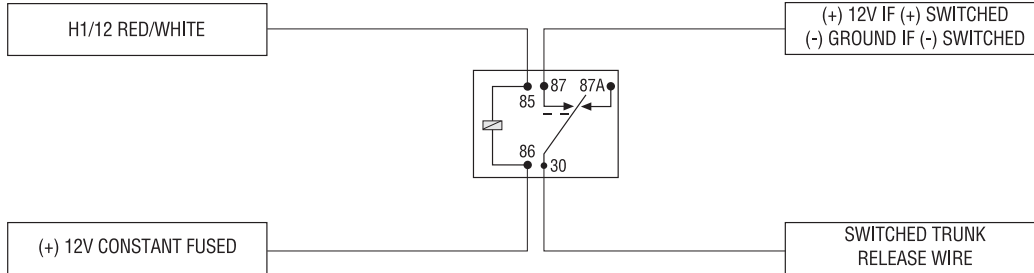 H1/12 RED/WHITE
(+) 12V IF (+) SWITCHED
(-) GROUND IF (-) SWITCHED
87 87A
85
86
30
(+) 12V CONSTANT FUSED
SWITCHED TRUNK
RELEASE WIRE